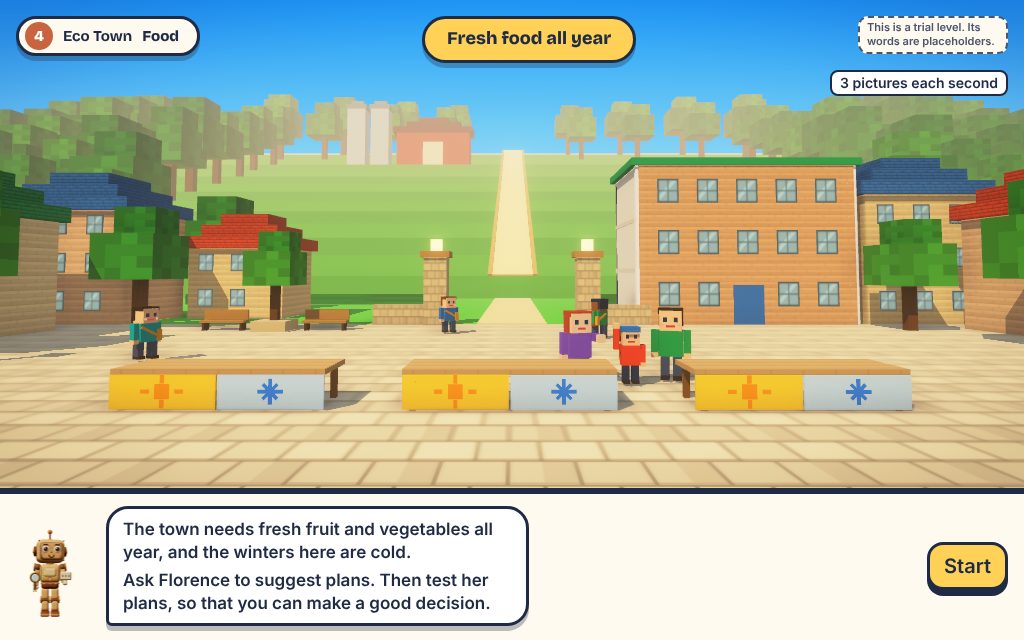 4 Eco Town Food
Fresh food all year
This is a trial level. Its
words are placeholders.
3 pictures each second
The town needs fresh fruit and vegetables all
year, and the winters here are cold.
Ask Florence to suggest plans. Then test her
plans, so that you can make a good decision.
Start